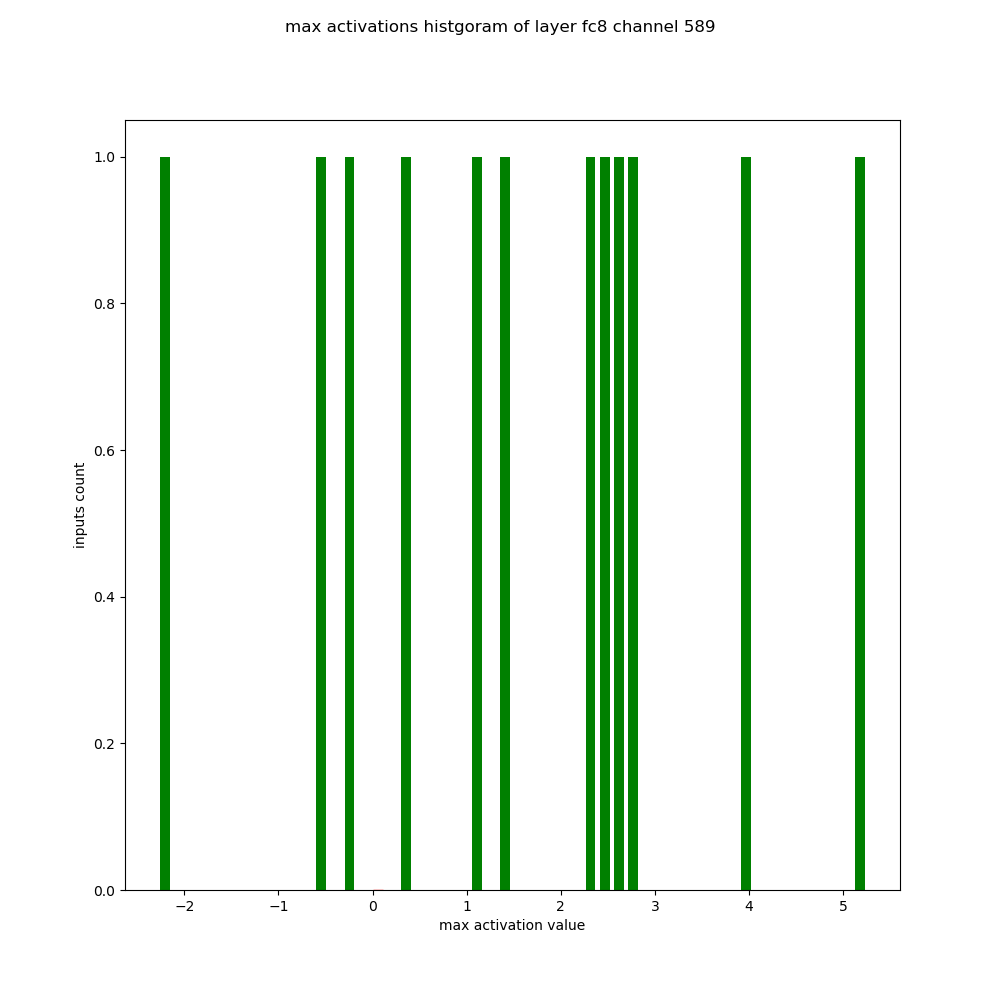 max activations histgoram of layer fc8 channel 589
1.0
0.8
0.6
0.4
0.2
0.0
inputs count
−2 −1 0 1 2 3 4 5
max activation value